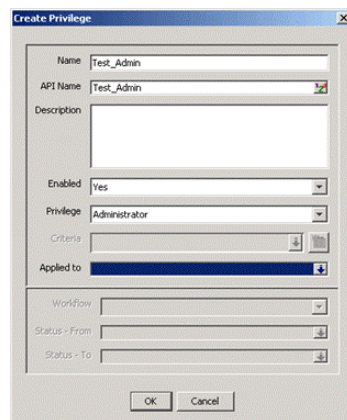 Create Privilege
Name Test_Admin
API Name Test_Admin
Description
Enabled Yes
Privilege Administrator
Criteria
Applied to
Workflow
Status - From
Status - To
OK Cancel